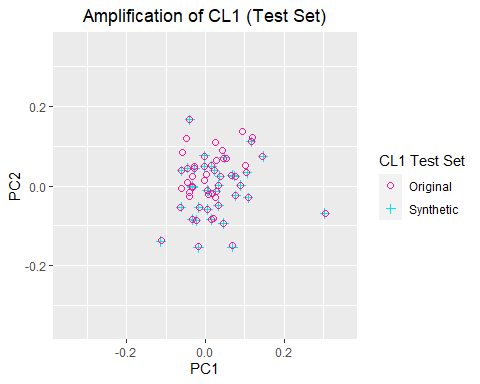 Amplification of CL1 (Test Set)
PC2
0.2
0.0
-0.2
-0.2
0.0
0.2
PC1
CL1 Test Set
Original
Synthetic